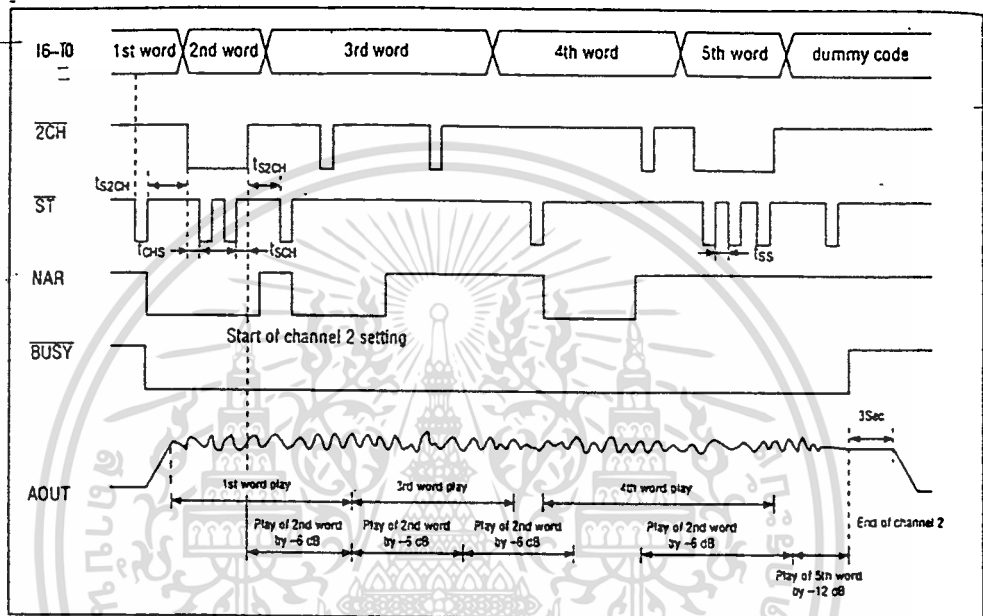 I6-I0 1st word 2nd word 3rd word 4th word 5th word dummy code
2CH
tS2CH tS2CH
ST
tCHS tSCH tSS
NAR
Start of channel 2 setting
BUSY
3Sec
AOUT
1st word play 3rd word play 4th word play
End of channel 2
Play of 2nd word by -6 dB
Play of 2nd word by -6 dB
Play of 2nd word by -6 dB
Play of 2nd word by -6 dB
Play of 5th word by -12 dB